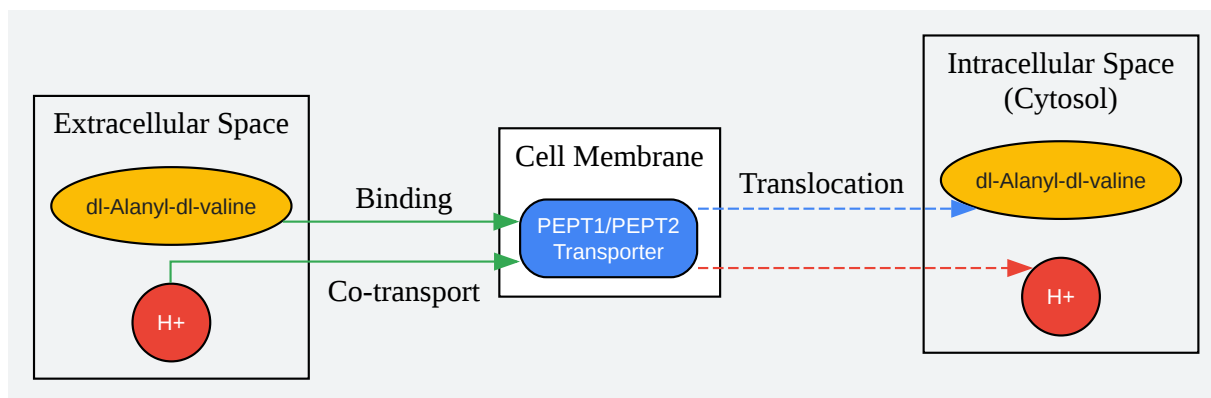 Extracellular Space
dl-Alanyl-dl-valine
H+
Binding
Co-transport
Cell Membrane
PEPT1/PEPT2
Transporter
Translocation
Intracellular Space
(Cytosol)
dl-Alanyl-dl-valine
H+